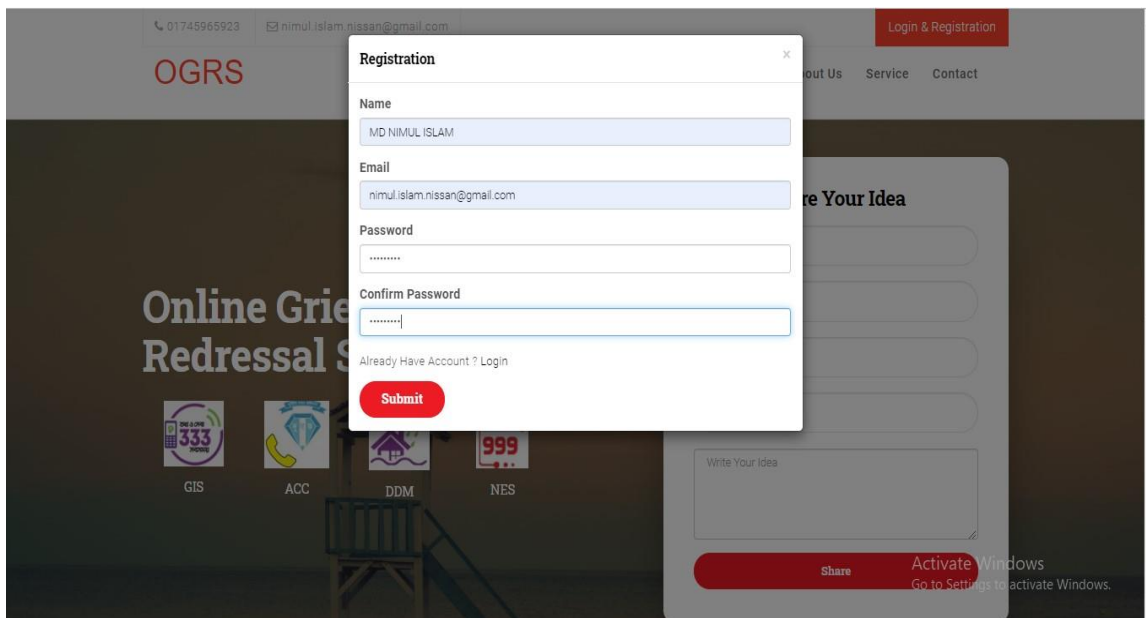 01745965923 nimul.islam.nissan@gmail.com Login & Registration
OGRS
out Us Service Contact
Registration ×
Name
MD NIMUL ISLAM
Email
nimul.islam.nissan@gmail.com
Password
•••••••••
Confirm Password
•••••••••
Already Have Account ? Login
Submit
Online Grie
Redressal S
333
999
GIS ACC DDM NES
re Your Idea
Write Your Idea
Share
Activate Windows
Go to Settings to activate Windows.